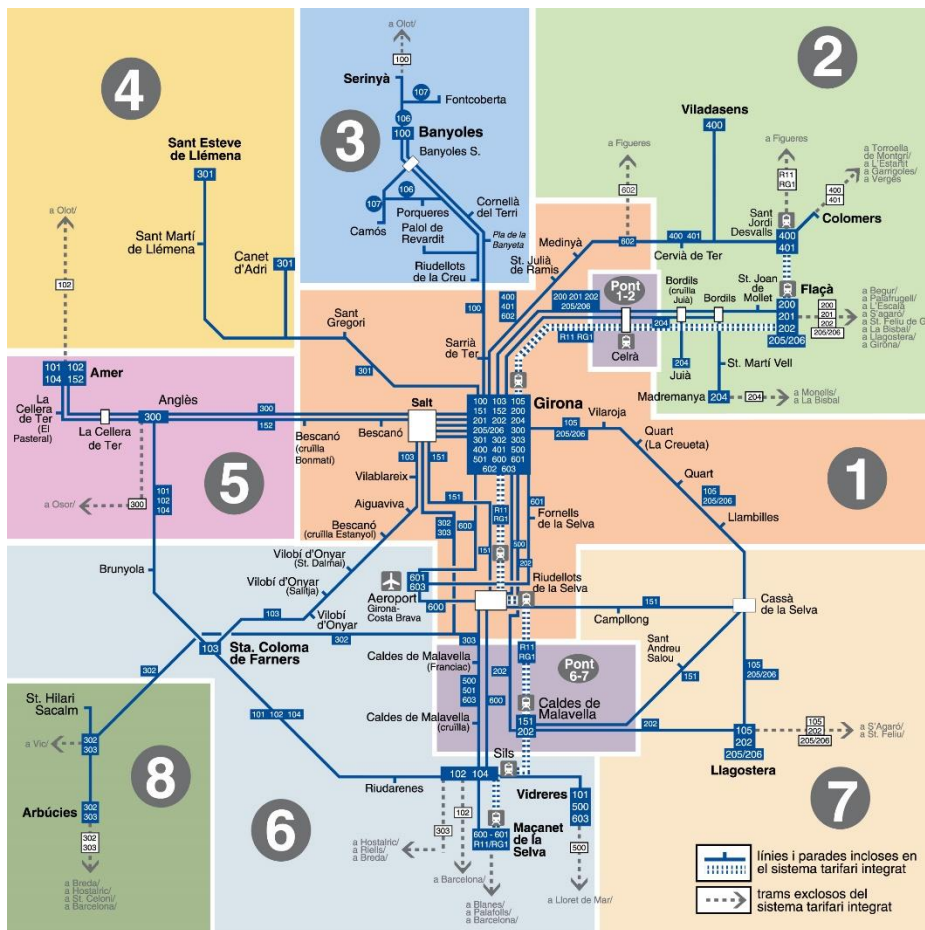 4
a Olot/
102
Sant Esteve
de Llémena
301
Sant Martí
de Llémena
Canet
d'Adri
301
3
a Olot/
100
Serinyà
107
Fontcoberta
106
100
Banyoles
Banyoles S.
106
107
Porqueres
Camós
Palol de
Revardit
Cornellà
del Terri
Pla de la
Banyeta
Riudellots
de la Creu
100
2
Viladasens
400
a Figueres
602
a Figueres
R11
RG1
a Torroella
de Montgrí/
a L'Estartit
a Garrigoles/
a Verges
400
401
Sant
Jordi
Desvalls
Colomers
400
401
400 401
Cervià de Ter
602
Medinyà
St. Julià
de Ramis
Pont
1-2
Bordils
(cruïlla
Juià)
Bordils
St. Joan
de Mollet
Flaçà
200
201
202
205/206
200
201
202
205/206
a Begur/
a Palafrugell/
a L'Escala
a S'agaró/
a St. Feliu de G
a La Bisbal/
a Llagostera/
a Girona/
200 201 202
205/206
204
R11 RG1
Celrà
204
Juià
St. Martí Vell
Madremanya
204
204
a Monells/
a La Bisbal
400
401
602
Sant
Gregori
301
Sarrià
de Ter
1
Girona
100 103 105
151 152 200
201 202 204
205/206 300
301 302 303
400 401 500
501 600 501
602 603
105
205/206
Vilaroja
Quart
(La Creueta)
Quart
105
205/206
Llambilles
Salt
103
151
Bescanó
Bescanó
(cruïlla
Bonmatí)
300
152
5
101 102
104 152
Amer
La
Cellera
de Ter
(El
Pasteral)
La Cellera
de Ter
Anglès
300
a Osor/
300
101
102
104
Vilablareix
Aiguaviva
Bescanó
(cruïlla Estanyol)
151
302
303
600
151
R11
RG1
601
Fornells
de la Selva
500
202
Riudellots
de la Selva
601
603
Aeroport
Girona-
Costa Brava
600
Brunyola
Vilobí d'Onyar
(St. Dalmai)
Vilobí d'Onyar
(Salitja)
Vilobí
d'Onyar
103
302
103
Sta. Coloma
de Farners
302
303
Caldes de Malavella
(Franciac)
500
501
603
Caldes de Malavella
(cruïlla)
600
202
R11
RG1
Pont
6-7
Caldes de
Malavella
151
202
202
151
Campllong
Sant
Andreu
Salou
151
Cassà
de la Selva
105
205/206
105
202
205/206
Llagostera
105
202
205/206
a S'Agaró/
a St. Feliu/
7
8
St. Hilari
Sacalm
302
303
a Vic/
Arbúcies
302
303
302
303
a Breda/
a Hostalric/
a St. Celoni/
a Barcelona/
6
101 102 104
Riudarenes
102 104
Sils
303
102
a Hostalric/
a Riells/
a Breda/
a Barcelona/
600 - 601
R11/RG1
Maçanet
de la
Selva
a Blanes/
a Palafolls/
a Barcelona/
Vidreres
101
500
603
500
a Lloret de Mar/
línies i parades incloses en
el sistema tarifari integrat
trams exclosos del
sistema tarifari integrat